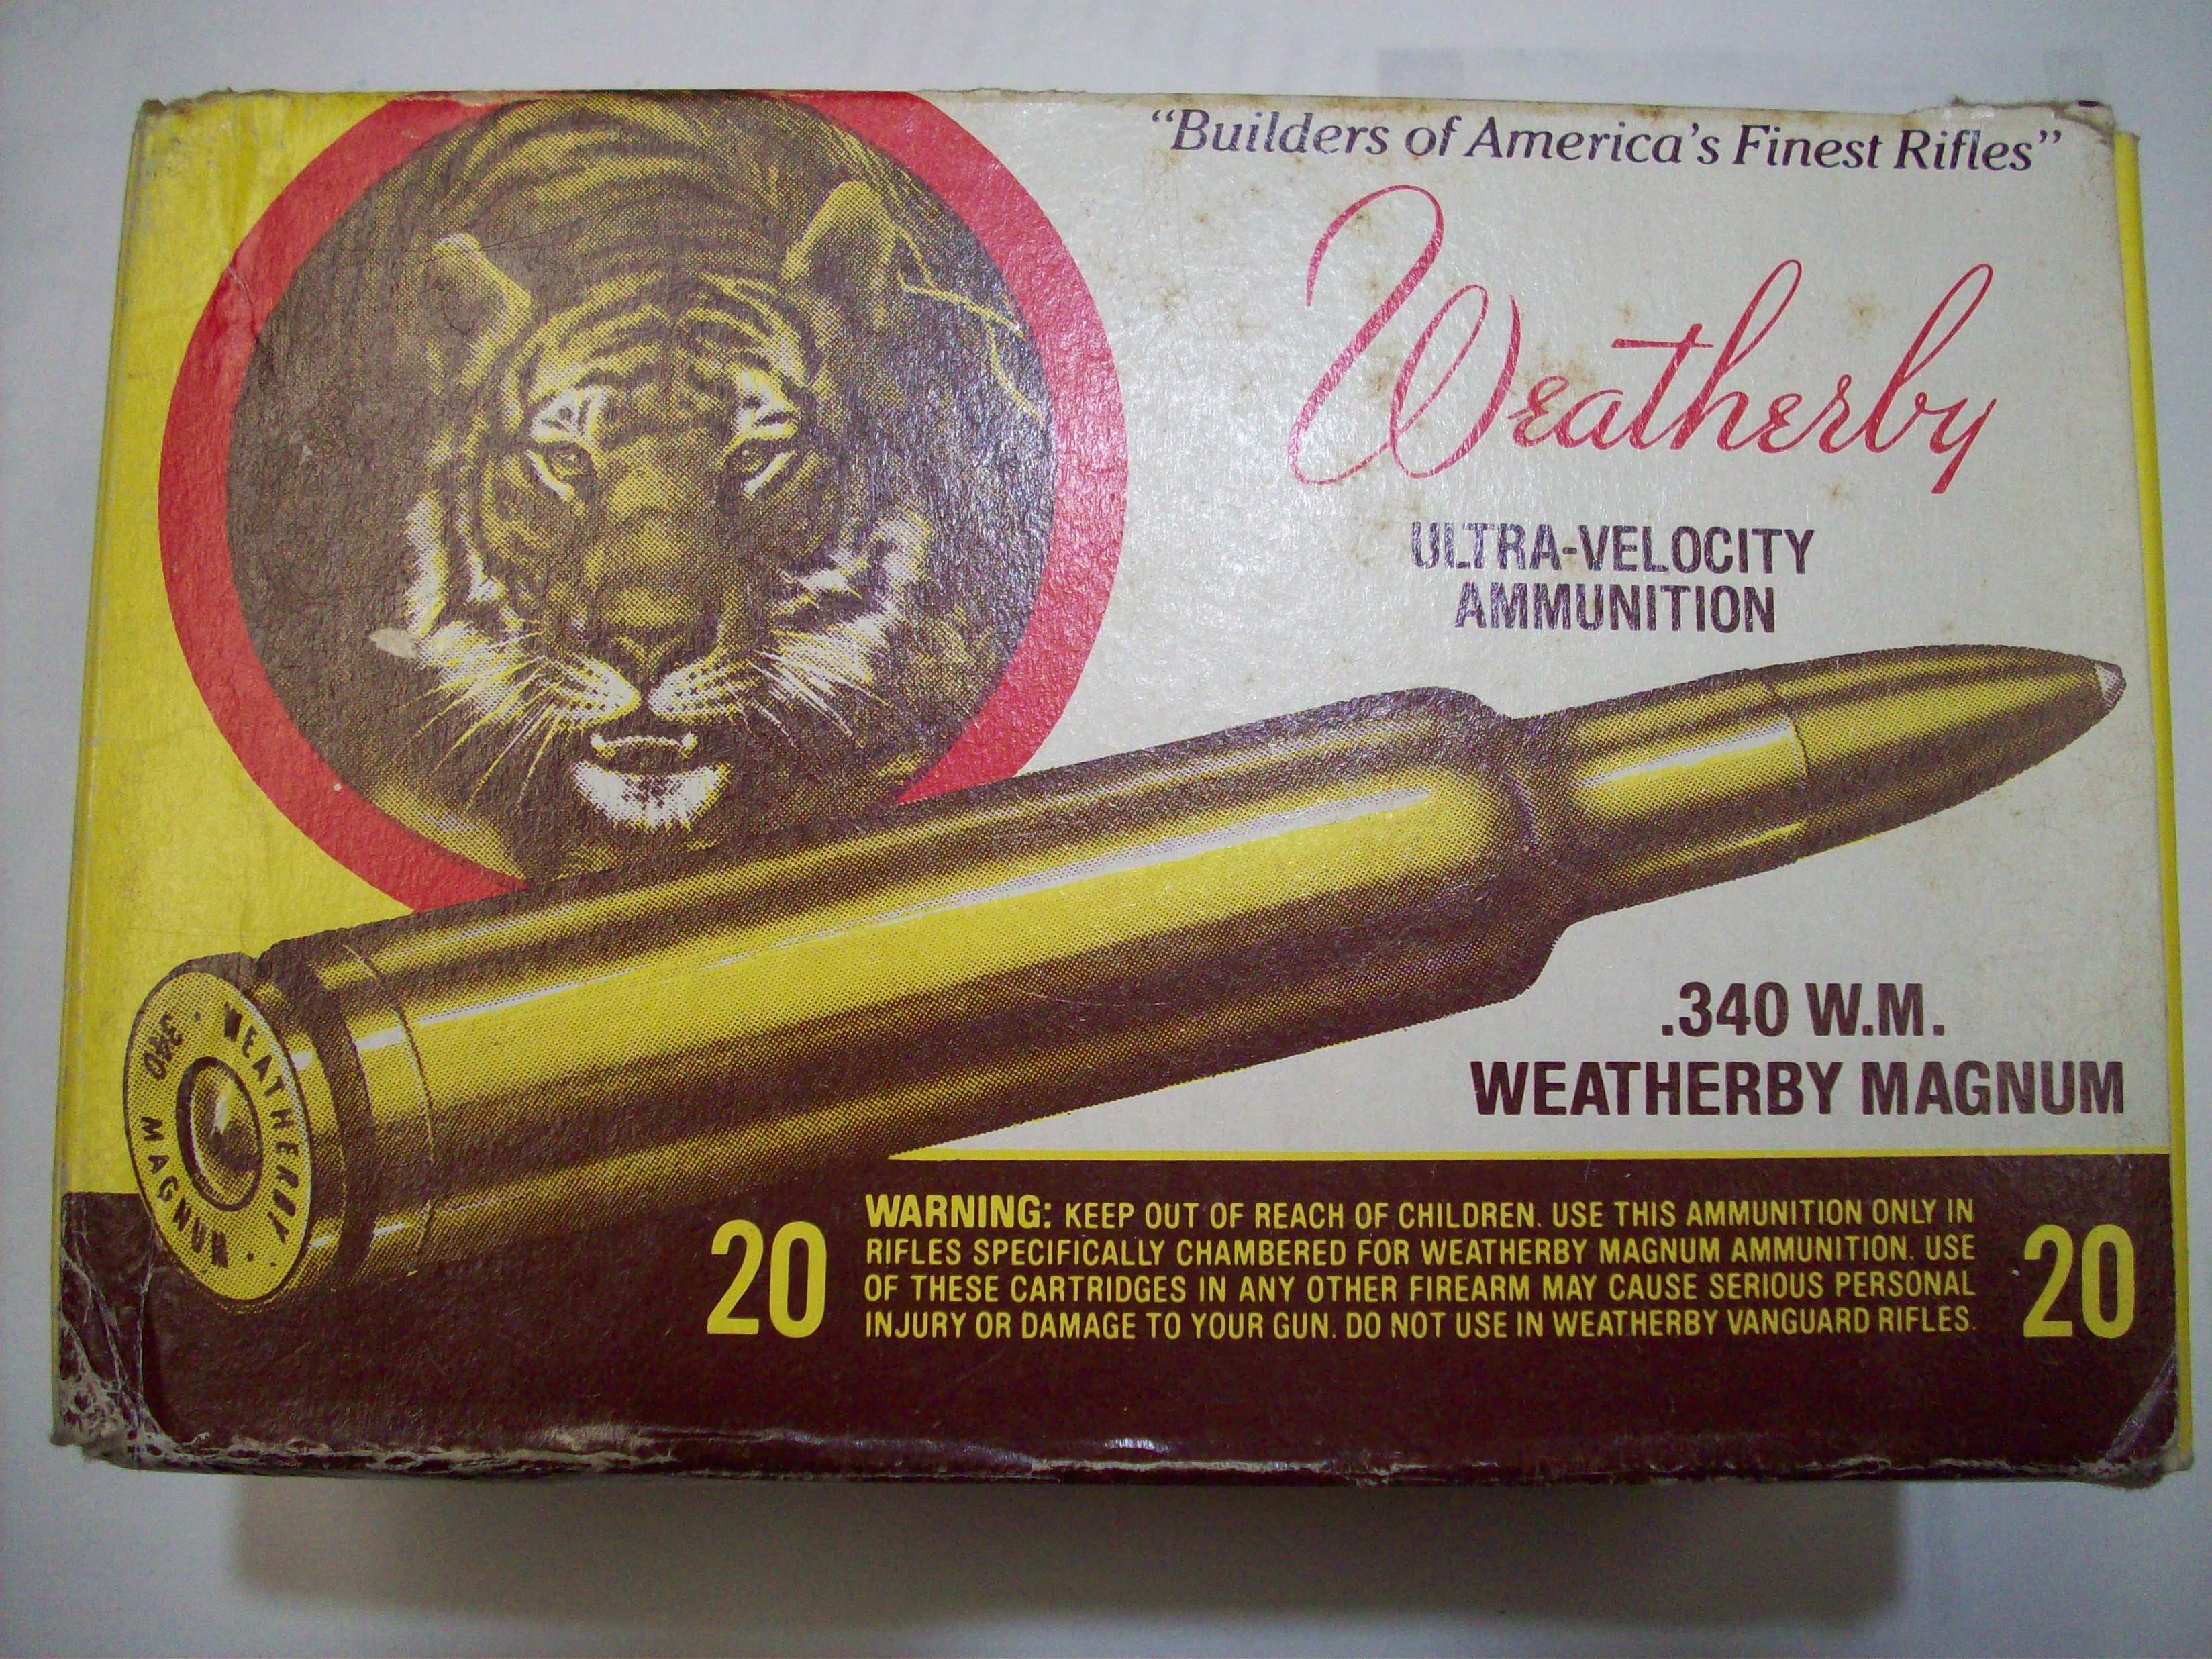 “Builders of America’s Finest Rifles”
Weatherby
ULTRA-VELOCITY
AMMUNITION
.340 W.M.
WEATHERBY MAGNUM
WEATHERBY · 340 MAGNUM ·
20
WARNING: KEEP OUT OF REACH OF CHILDREN. USE THIS AMMUNITION ONLY IN
RIFLES SPECIFICALLY CHAMBERED FOR WEATHERBY MAGNUM AMMUNITION. USE
OF THESE CARTRIDGES IN ANY OTHER FIREARM MAY CAUSE SERIOUS PERSONAL
INJURY OR DAMAGE TO YOUR GUN. DO NOT USE IN WEATHERBY VANGUARD RIFLES.
20